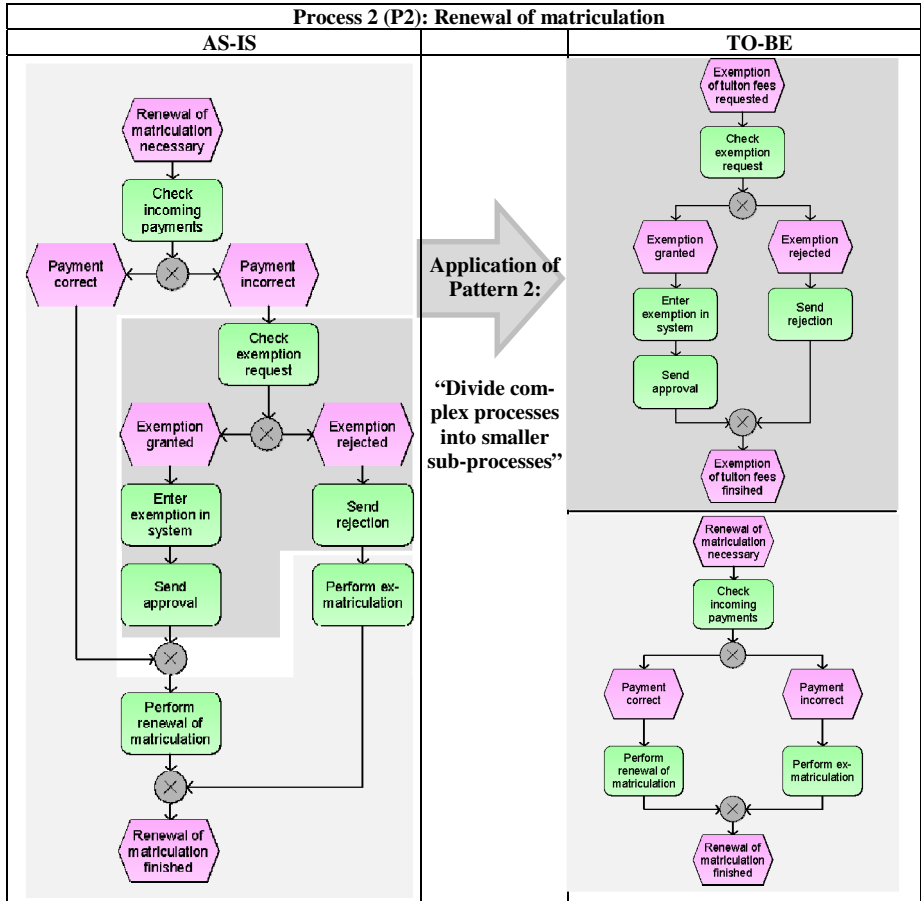 Process 2 (P2): Renewal of matriculation
AS-IS
TO-BE
Renewal of
matriculation
necessary
Check
incoming
payments
Payment
correct
Payment
incorrect
Check
exemption
request
Exemption
granted
Exemption
rejected
Enter
exemption in
system
Send
rejection
Send
approval
Perform ex-
matriculation
Perform
renewal of
matriculation
Renewal of
matriculation
finished
Application of
Pattern 2:
“Divide com-
plex processes
into smaller
sub-processes”
Exemption
of tuiton fees
requested
Check
exemption
request
Exemption
granted
Exemption
rejected
Enter
exemption in
system
Send
rejection
Send
approval
Exemption
of tuiton fees
finsihed
Renewal of
matriculation
necessary
Check
incoming
payments
Payment
correct
Payment
incorrect
Perform
renewal of
matriculation
Perform ex-
matriculation
Renewal of
matriculation
finished